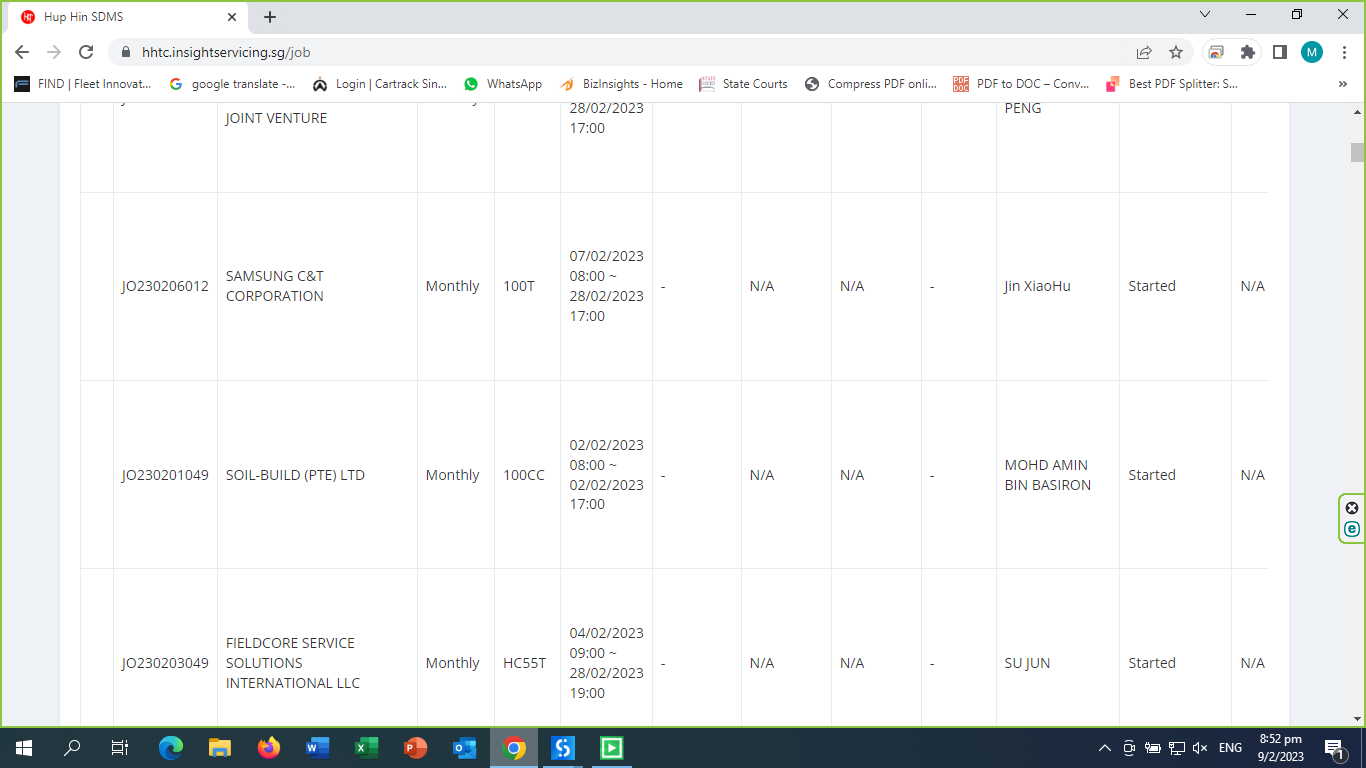 Hup Hin SDMS
hhtc.insightservicing.sg/job
M
FIND | Fleet Innovat...
google translate -...
Login | Cartrack Sin...
WhatsApp
BizInsights - Home
State Courts
Compress PDF onli...
PDF to DOC – Conv...
Best PDF Splitter: S...
»
JOINT VENTURE
28/02/2023
17:00
PENG
JO230206012
SAMSUNG C&T
CORPORATION
Monthly
100T
07/02/2023
08:00 ~
28/02/2023
17:00
-
N/A
N/A
-
Jin XiaoHu
Started
N/A
JO230201049
SOIL-BUILD (PTE) LTD
Monthly
100CC
02/02/2023
08:00 ~
02/02/2023
17:00
-
N/A
N/A
-
MOHD AMIN
BIN BASIRON
Started
N/A
JO230203049
FIELDCORE SERVICE
SOLUTIONS
INTERNATIONAL LLC
Monthly
HC55T
04/02/2023
09:00 ~
28/02/2023
19:00
-
N/A
N/A
-
SU JUN
Started
N/A
ENG
8:52 pm
9/2/2023
1